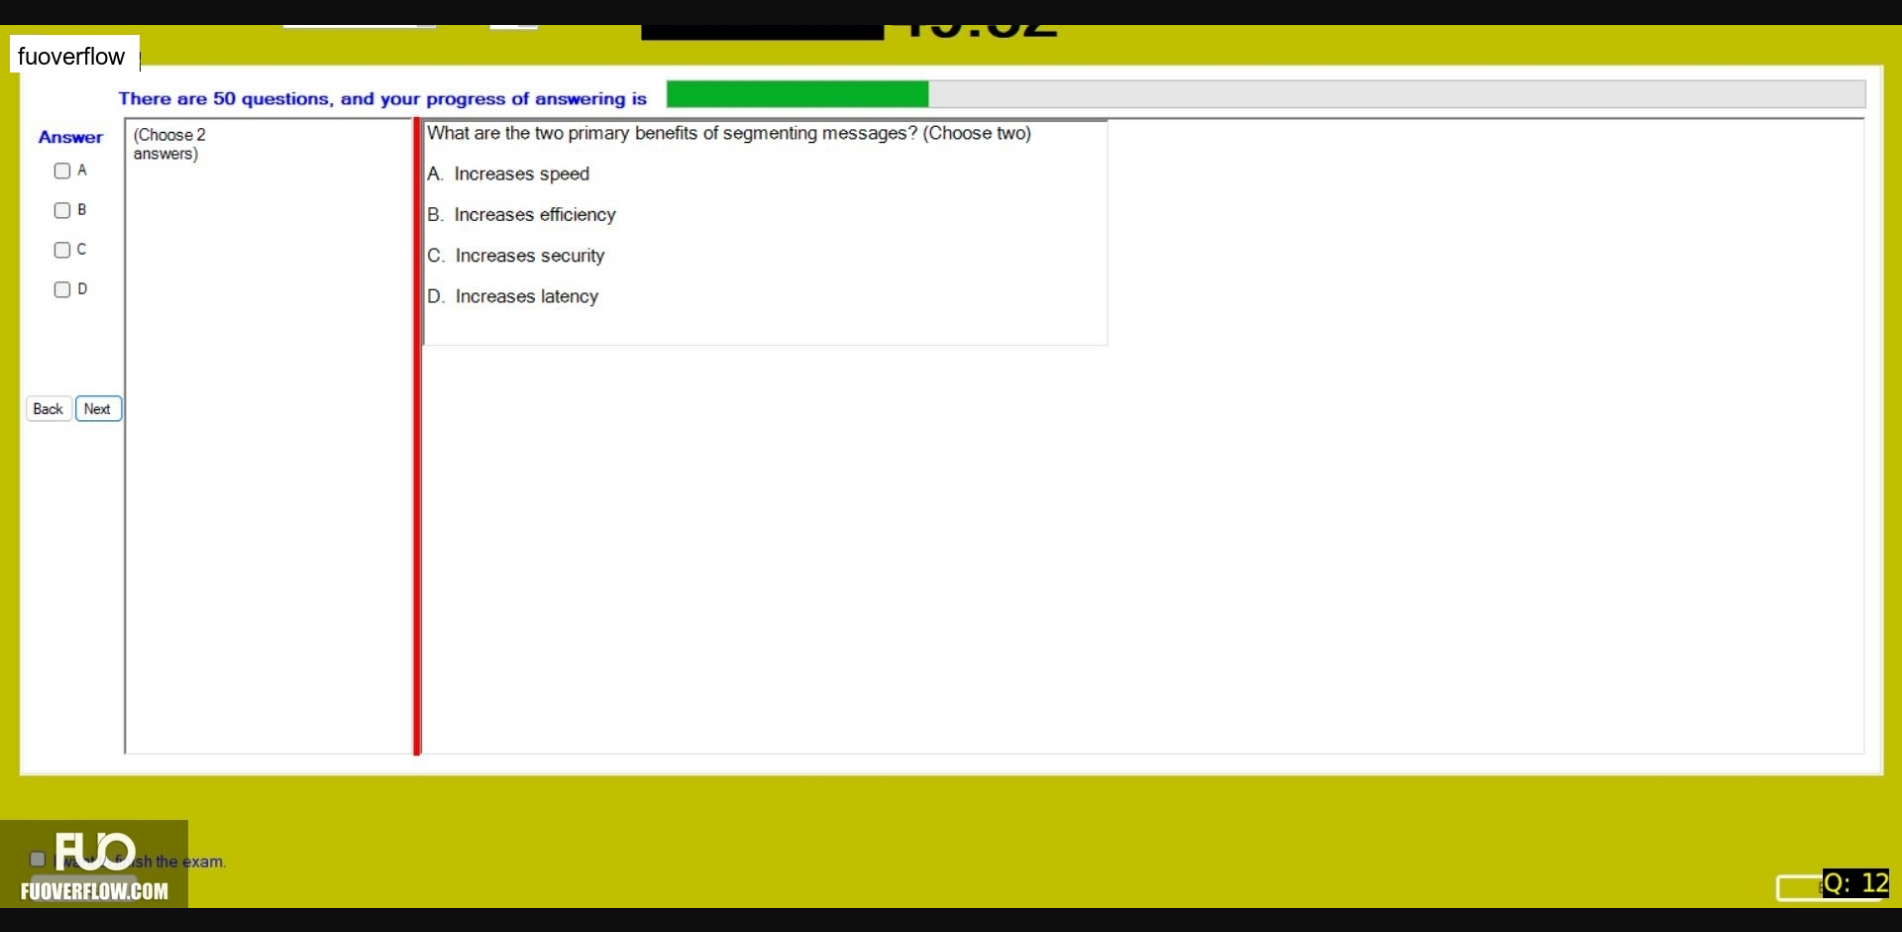 fuoverflow
There are 50 questions, and your progress of answering is
Answer
(Choose 2
answers)
A
B
C
D
Back Next
What are the two primary benefits of segmenting messages? (Choose two)
A. Increases speed
B. Increases efficiency
C. Increases security
D. Increases latency
FUO
sh the exam.
FUOVERFLOW.COM
Q: 12